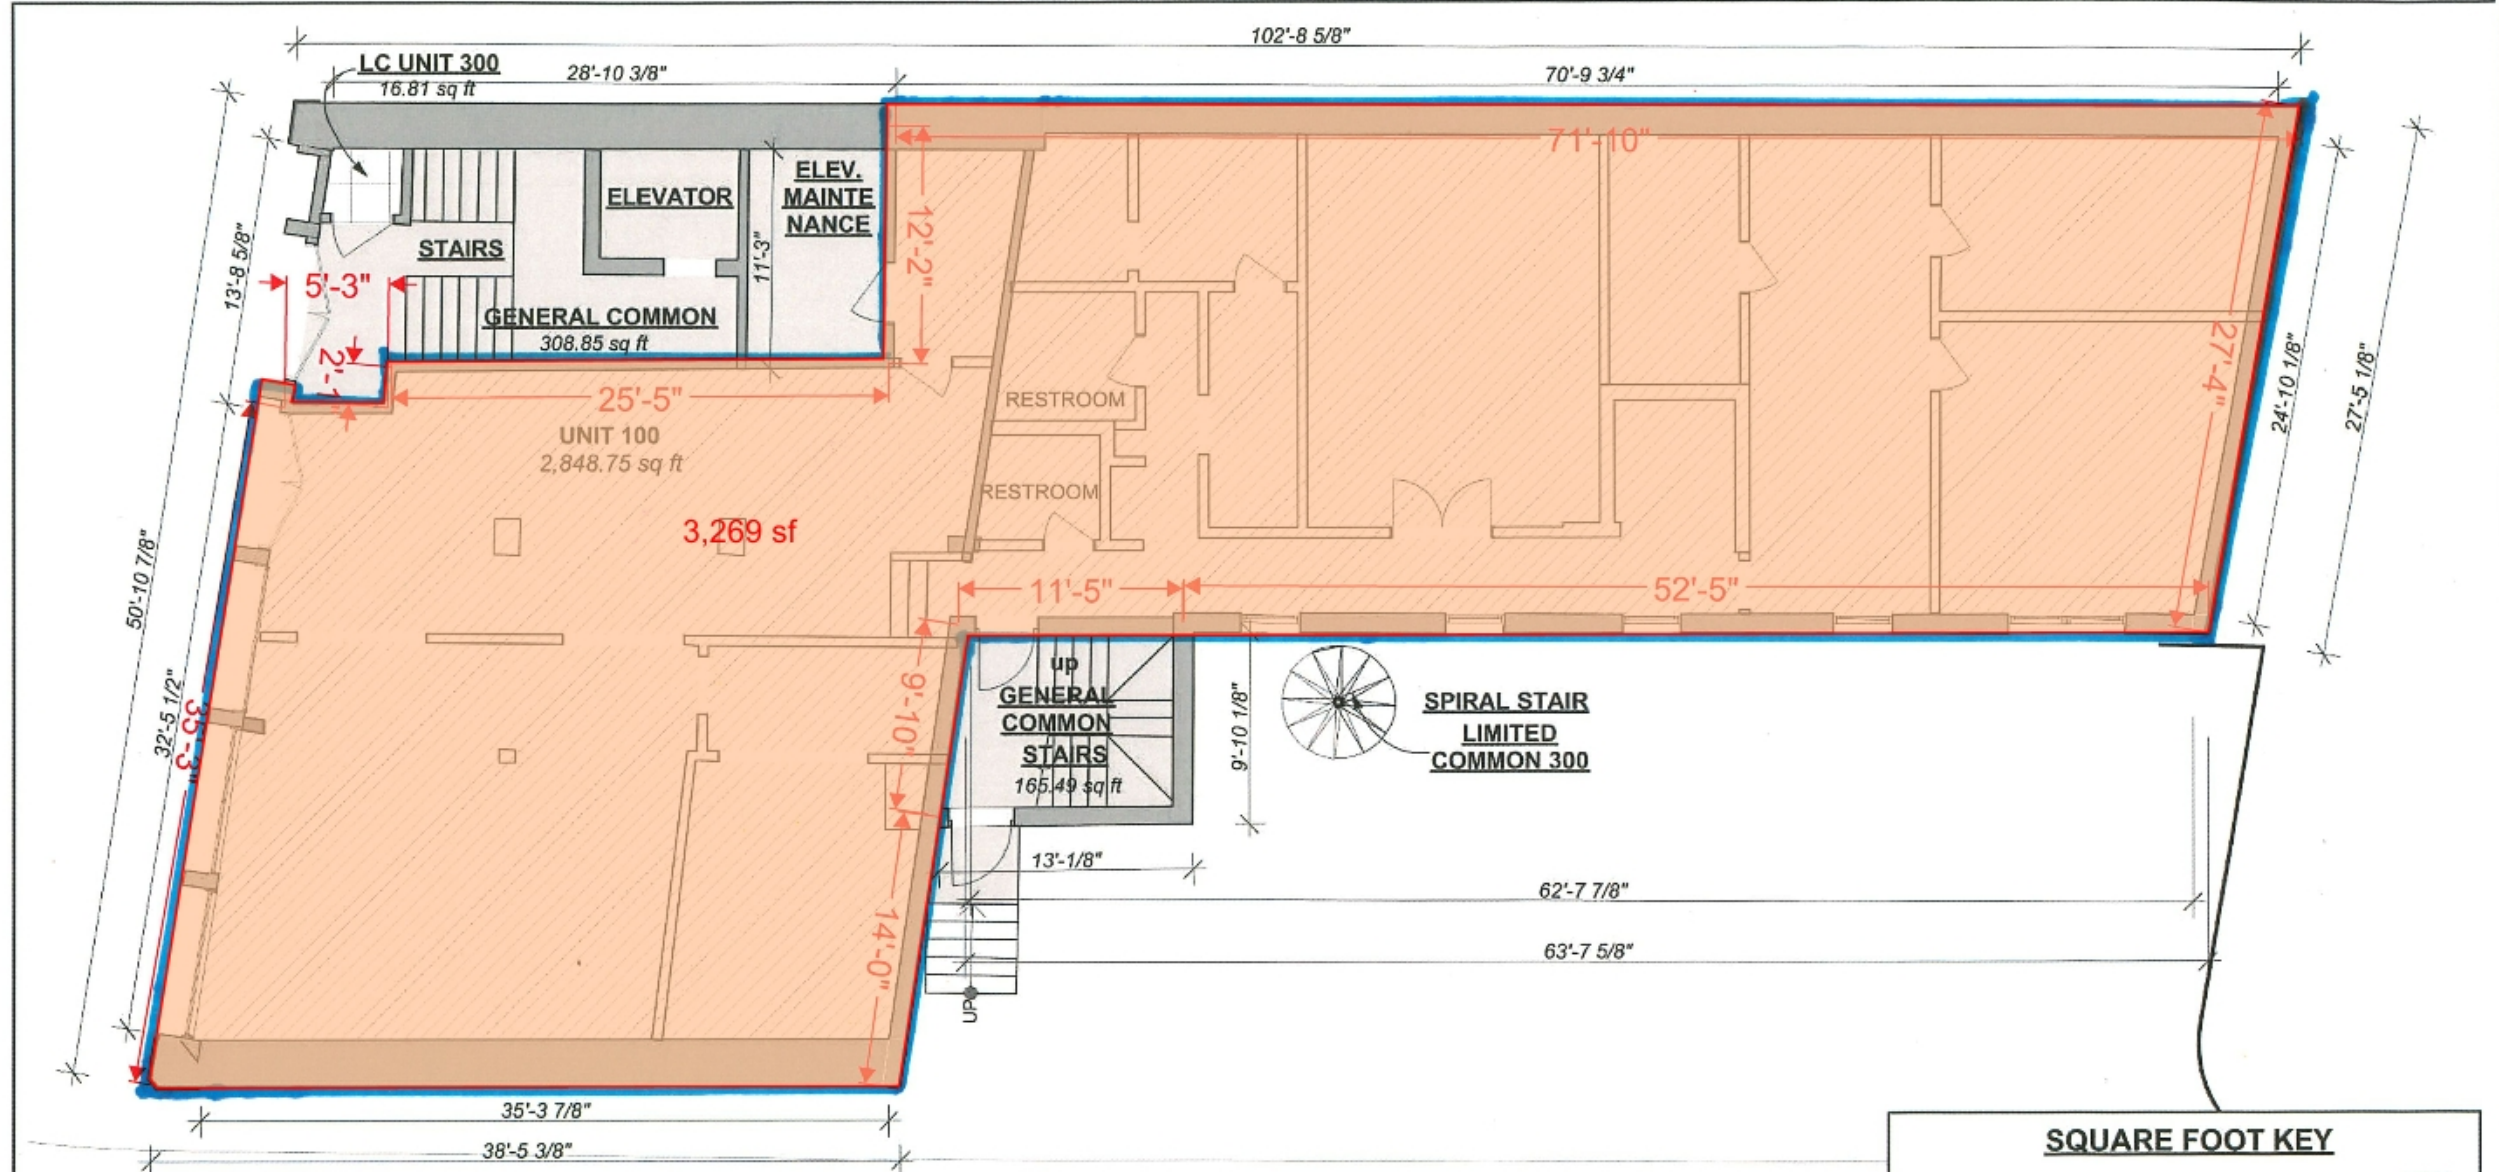 102'-8 5/8"
LC UNIT 300
16.81 sq ft
28'-10 3/8"
70'-9 3/4"
71'-10"
ELEV.
MAINTE
NANCE
ELEVATOR
STAIRS
12'-2"
11'-3"
13'-8 5/8"
5'-3"
GENERAL COMMON
308.85 sq ft
2'-1"
25'-5"
UNIT 100
2,848.75 sq ft
RESTROOM
RESTROOM
27'-4"
24'-10 1/8"
27'-5 1/8"
3,269 sf
50'-10 7/8"
32'-5 1/2"
35'-3"
11'-5"
52'-5"
9'-10"
up
GENERAL
COMMON
STAIRS
165.49 sq ft
9'-10 1/8"
SPIRAL STAIR
LIMITED
COMMON 300
13'-1/8"
14'-0"
62'-7 7/8"
63'-7 5/8"
UP
35'-3 7/8"
38'-5 3/8"
SQUARE FOOT KEY